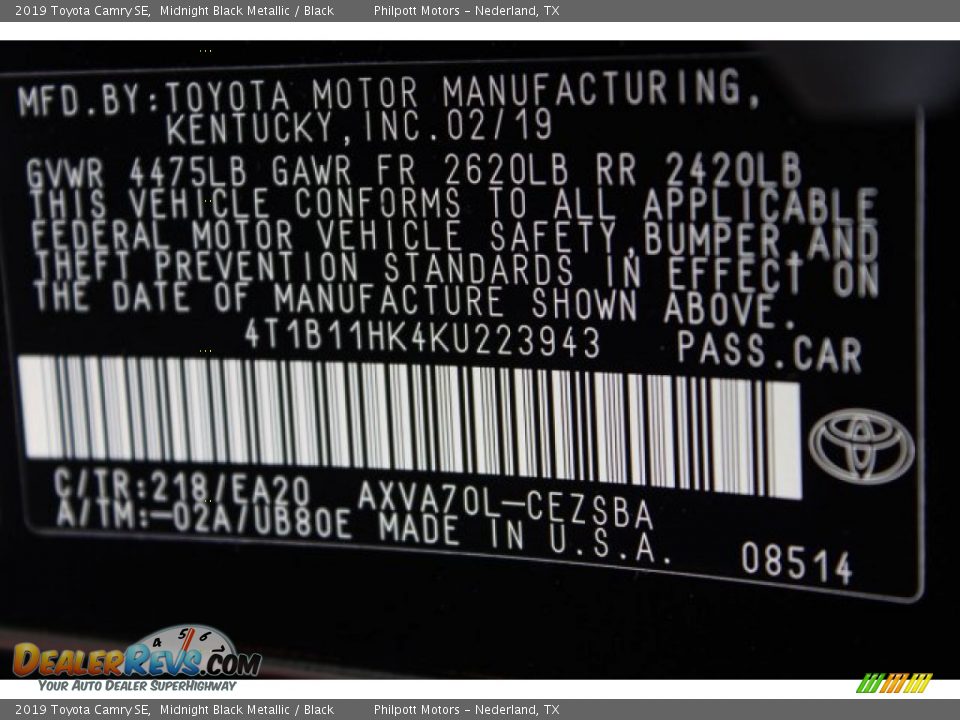 2019 Toyota Camry SE, Midnight Black Metallic / Black Philpott Motors - Nederland, TX
MFD.BY:TOYOTA MOTOR MANUFACTURING,
KENTUCKY,INC.02/19
GVWR 4475LB GAWR FR 2620LB RR 2420LB
THIS VEHICLE CONFORMS TO ALL APPLICABLE
FEDERAL MOTOR VEHICLE SAFETY,BUMPER,AND
THEFT PREVENTION STANDARDS IN EFFECT ON
THE DATE OF MANUFACTURE SHOWN ABOVE.
4T1B11HK4KU223943 PASS.CAR
C/TR:218/EA20 AXVA70L-CEZSBA
A/TM:-02A/UB80E MADE IN U.S.A.
08514
4 5 6
DEALERREVS.COM
YOUR AUTO DEALER SUPERHIGHWAY
2019 Toyota Camry SE, Midnight Black Metallic / Black Philpott Motors - Nederland, TX